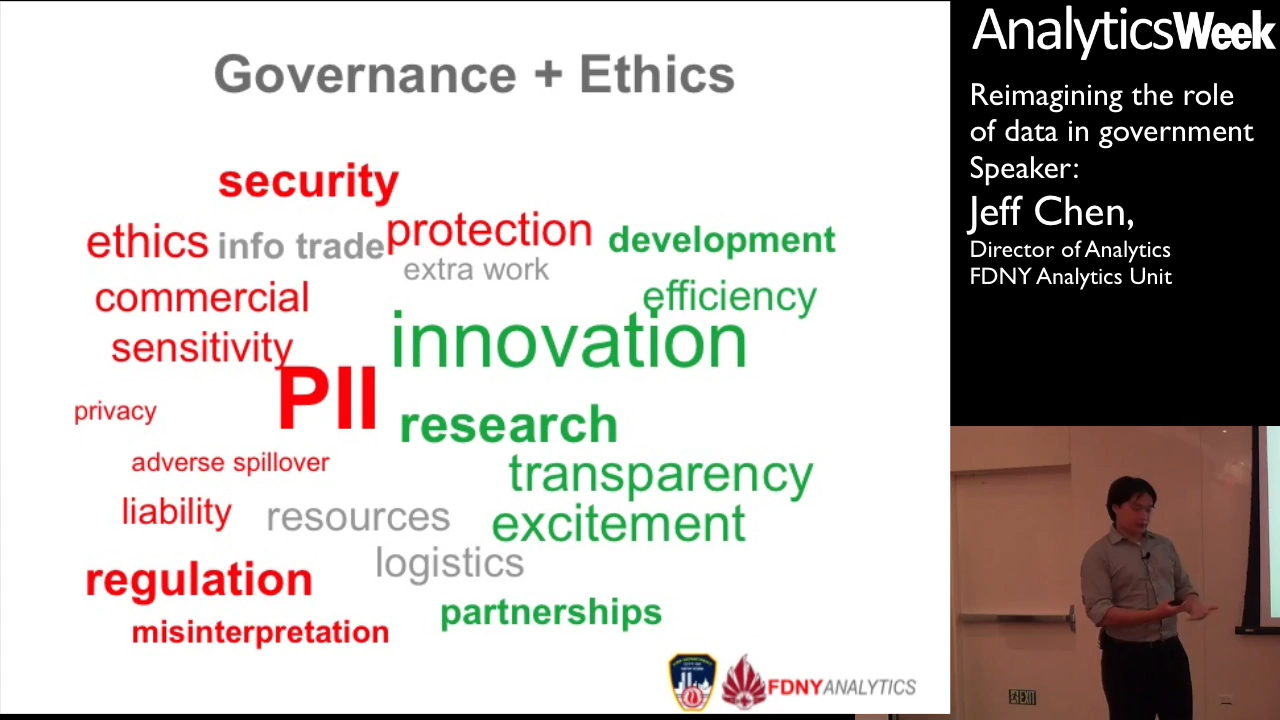 Governance + Ethics
security
ethics info trade protection development
extra work
commercial efficiency
innovation
sensitivity
PII
privacy research
transparency
adverse spillover
liability resources excitement
logistics
regulation
partnerships
misinterpretation
FDNYANALYTICS
AnalyticsWeek
Reimagining the role
of data in government
Speaker:
Jeff Chen,
Director of Analytics
FDNY Analytics Unit
EXIT